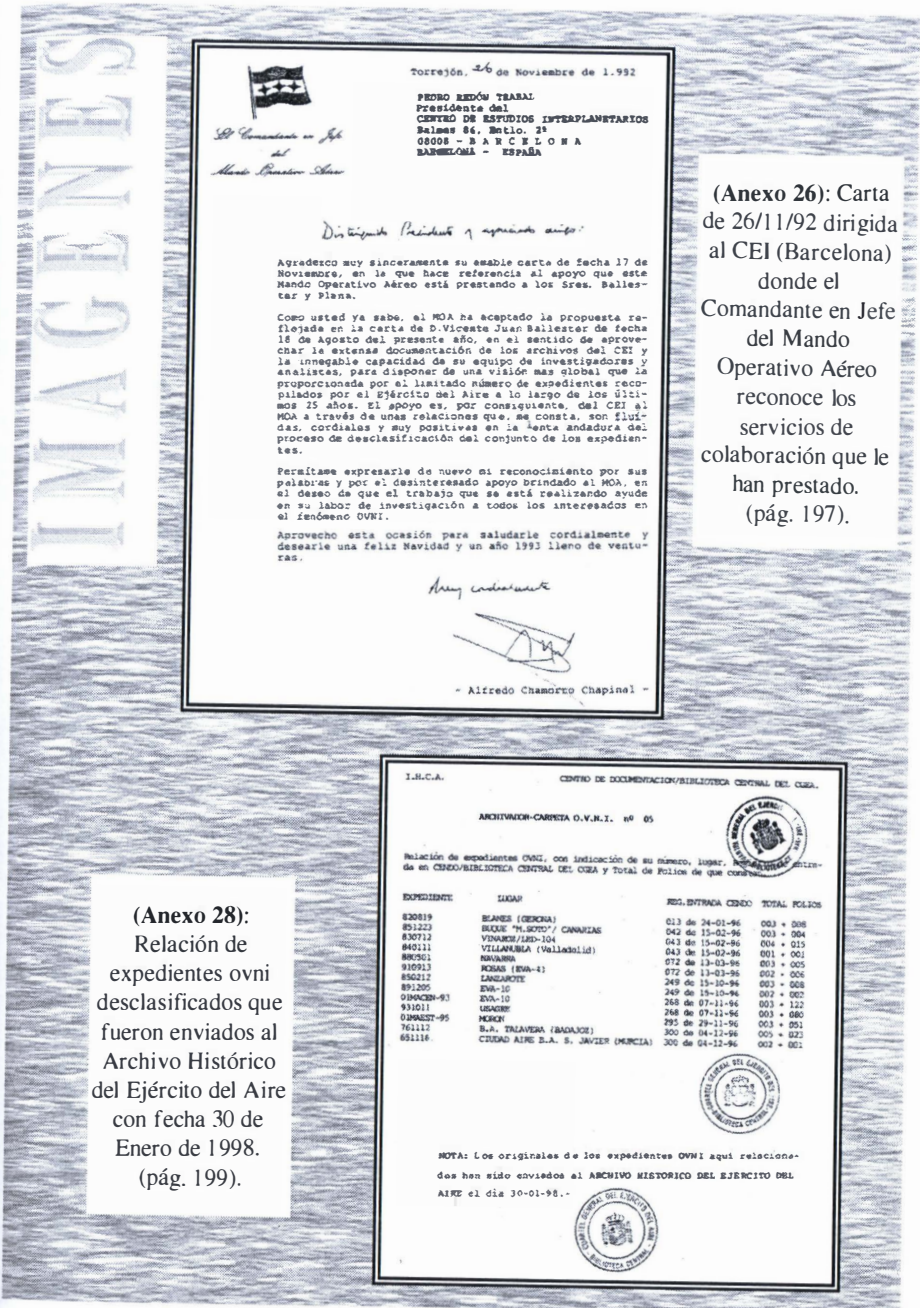 IMAGENES
El Comandante en Jefe
del
Mando Operativo Aéreo
Torrejón, 26 de Noviembre de 1.992
PEDRO REDÓN TRABAL
Presidente del
CENTRO DE ESTUDIOS INTERPLANETARIOS
Balmes 86, Entlo. 2ª
08008 - B A R C E L O N A
BARCELONA - ESPAÑA
Distinguido Presidente y apreciado amigo:
Agradezco muy sinceramente su amable carta de fecha 17 de
Noviembre, en la que hace referencia al apoyo que este
Mando Operativo Aéreo está prestando a los Sres. Balles-
ter y Plana.
Como usted ya sabe, el MOA ha aceptado la propuesta re-
flejada en la carta de D.Vicente Juan Ballester de fecha
18 de Agosto del presente año, en el sentido de aprove-
char la extensa documentación de los archivos del CEI y
la innegable capacidad de su equipo de investigadores y
analistas, para disponer de una visión mas global que la
proporcionada por el limitado número de expedientes reco-
pilados por el Ejército del Aire a lo largo de los últi-
mos 25 años. El apoyo es, por consiguiente, del CEI al
MOA a través de unas relaciones que, me consta, son flui-
das, cordiales y muy positivas en la lenta andadura del
proceso de desclasificación del conjunto de los expedien-
tes.
Permítame expresarle de nuevo mi reconocimiento por sus
palabras y por el desinteresado apoyo brindado al MOA, en
el deseo de que el trabajo que se está realizando ayude
en su labor de investigación a todos los interesados en
el fenómeno OVNI.
Aprovecho esta ocasión para saludarle cordialmente y
desearle una feliz Navidad y un año 1993 lleno de ventu-
ras.
Muy cordialmente
- Alfredo Chamorro Chapinal -
(Anexo 26): Carta
de 26/11/92 dirigida
al CEI (Barcelona)
donde el
Comandante en Jefe
del Mando
Operativo Aéreo
reconoce los
servicios de
colaboración que le
han prestado.
(pág. 197).
(Anexo 28):
Relación de
expedientes ovni
desclasificados que
fueron enviados al
Archivo Histórico
del Ejército del Aire
con fecha 30 de
Enero de 1998.
(pág. 199).
I.H.C.A. CENTRO DE DOCUMENTACION/BIBLIOTECA CENTRAL DEL CGEA.
ARCHIVADOR-CARPETA O.V.N.I. nº 05
Relación de expedientes OVNI, con indicación de su número, lugar, entra-
da en CENDO/BIBLIOTECA CENTRAL DEL CGEA y Total de Folios de que
EXPEDIENTE LUGAR REG.ENTRADA CENDO TOTAL FOLIOS
820819 BLANES (GERONA) 013 de 24-01-96 003 + 008
851223 BUQUE "M.SOTO"/ CANARIAS 042 de 15-02-96 003 + 004
830712 VINAROZ/LED-104 043 de 15-02-96 004 + 015
840111 VILLANUBLA (Valladolid) 043 de 15-02-96 001 + 001
880501 NAVARRA 072 de 13-03-96 003 + 005
910913 ROSAS (EVA-4) 072 de 13-03-96 002 + 006
850212 LANZAROTE 249 de 15-10-96 003 + 008
891205 EVA-10 249 de 15-10-96 002 + 002
01MACEN-93 EVA-10 268 de 07-11-96 003 + 122
931011 USAGRE 268 de 07-11-96 003 + 080
01MAEST-95 MORON 295 de 29-11-96 003 + 051
761112 B.A. TALAVERA (BADAJOZ) 300 de 04-12-96 005 + 023
651116 CIUDAD AIRE B.A. S. JAVIER (MURCIA) 300 de 04-12-96 002 + 001
NOTA: Los originales de los expedientes OVNI aquí relaciona-
dos han sido enviados al ARCHIVO HISTORICO DEL EJERCITO DEL
AIRE el día 30-01-98.-
CUARTEL GENERAL DEL EJERCITO DEL AIRE
BIBLIOTECA CENTRAL